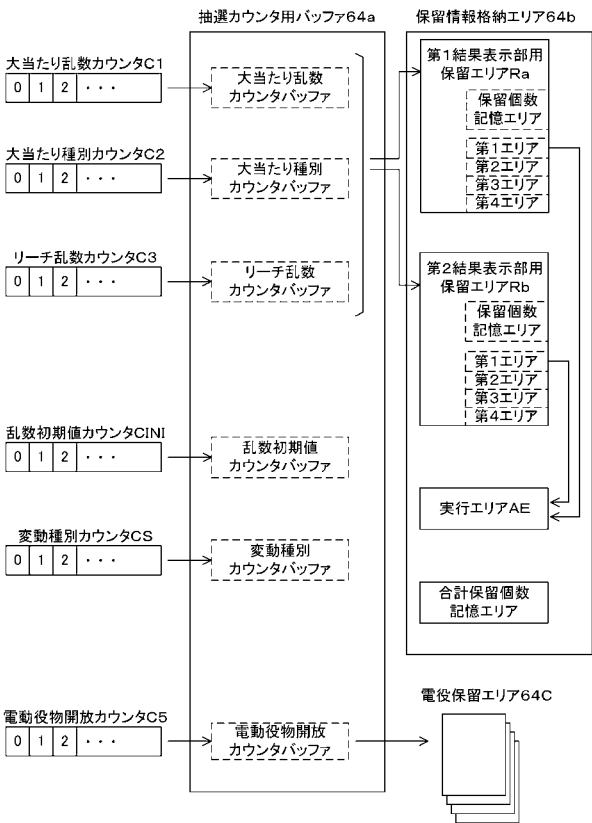 抽選カウンタ用バッファ64a
保留情報格納エリア64b
大当たり乱数カウンタC1
0 1 2 ・・・
大当たり乱数
カウンタバッファ
大当たり種別カウンタC2
0 1 2 ・・・
大当たり種別
カウンタバッファ
リーチ乱数カウンタC3
0 1 2 ・・・
リーチ乱数
カウンタバッファ
第1結果表示部用
保留エリアRa
保留個数
記憶エリア
第1エリア
第2エリア
第3エリア
第4エリア
第2結果表示部用
保留エリアRb
保留個数
記憶エリア
第1エリア
第2エリア
第3エリア
第4エリア
乱数初期値カウンタCINI
0 1 2 ・・・
乱数初期値
カウンタバッファ
実行エリアAE
変動種別カウンタCS
0 1 2 ・・・
変動種別
カウンタバッファ
合計保留個数
記憶エリア
電動役物開放カウンタC5
0 1 2 ・・・
電動役物開放
カウンタバッファ
電役保留エリア64C